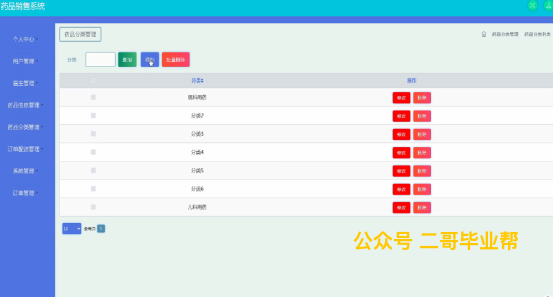 药品销售系统
个人中心
用户管理
医生管理
药品信息管理
药品分类管理
订单配送管理
系统管理
订单管理
药品分类管理
药品分类管理 药品分类列表
分类
查询 添加 批量删除
分类 操作
眼科用药 修改 删除
分类2 修改 删除
分类3 修改 删除
分类4 修改 删除
分类5 修改 删除
分类6 修改 删除
儿科用药 修改 删除
10 1
公众号 二哥毕业帮